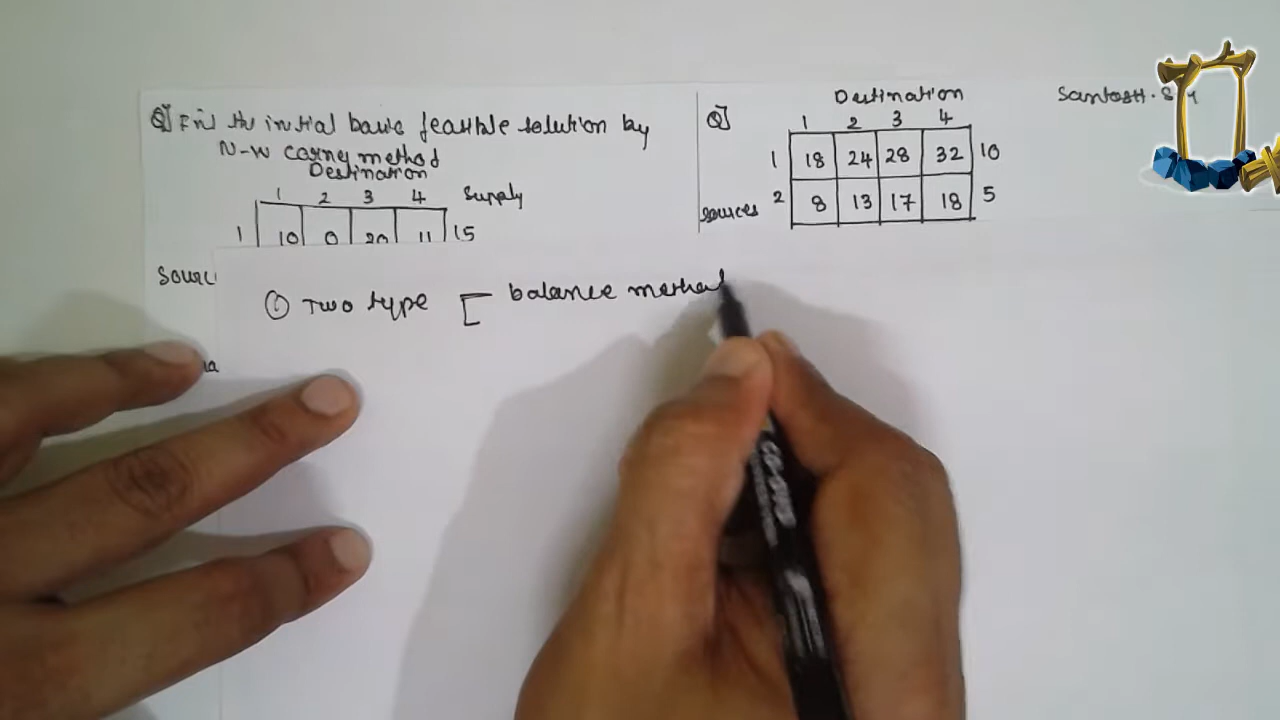 Q] Find the initial basic feasible solution by
N-W corner method
Destination
1 2 3 4 Supply
1 10 0 20 11 15
① Two type [ balance method
Q] Destination
1 2 3 4
1 18 24 28 32 10
sources 2 8 13 17 18 5